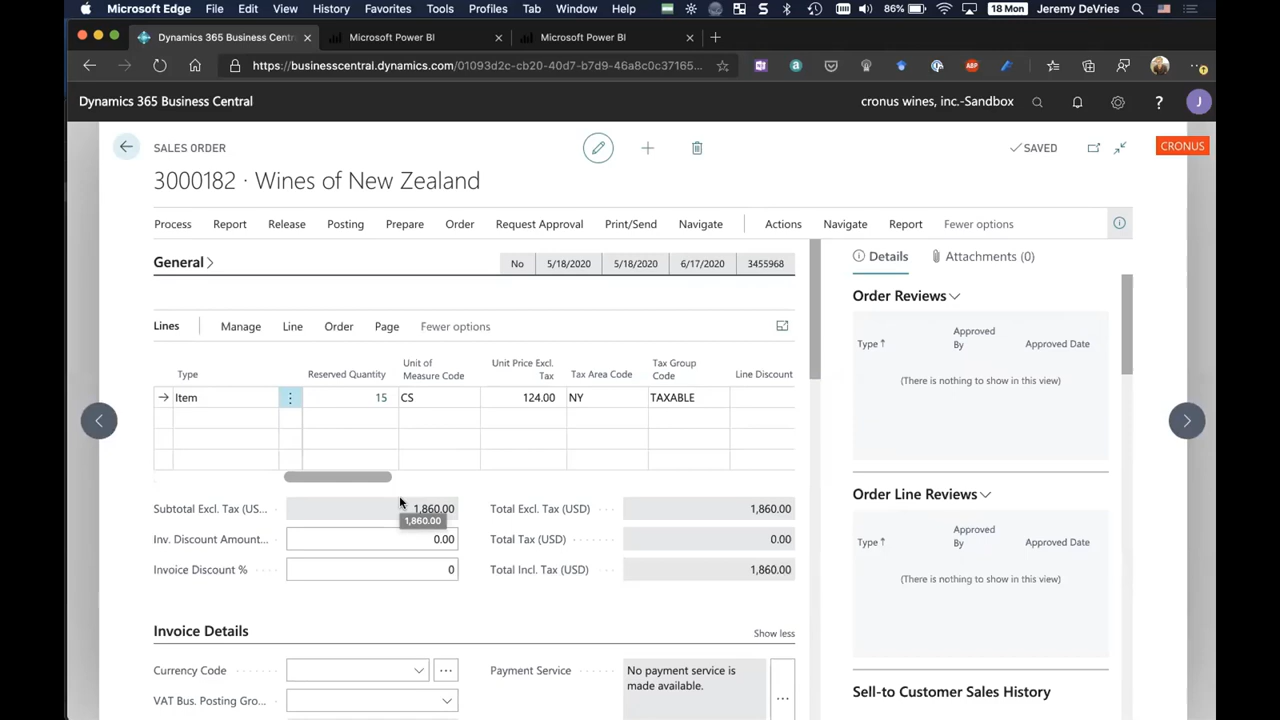 Microsoft Edge File Edit View History Favorites Tools Profiles Tab Window Help 86% 18 Mon Jeremy DeVries
Dynamics 365 Business Centr Microsoft Power BI Microsoft Power BI
https://businesscentral.dynamics.com/01093d2c-cb20-40d7-b7d9-46a8c0c37165...
Dynamics 365 Business Central cronus wines, inc.-Sandbox ? J
SALES ORDER SAVED CRONUS
3000182 · Wines of New Zealand
Process Report Release Posting Prepare Order Request Approval Print/Send Navigate Actions Navigate Report Fewer options
General No 5/18/2020 5/18/2020 6/17/2020 3455968
Lines Manage Line Order Page Fewer options
Type Reserved Quantity Unit of Measure Code Unit Price Excl. Tax Tax Area Code Tax Group Code Line Discount
Item 15 CS 124.00 NY TAXABLE
Subtotal Excl. Tax (US... 1,860.00 Total Excl. Tax (USD) 1,860.00
1,860.00
Inv. Discount Amount... 0.00 Total Tax (USD) 0.00
Invoice Discount % 0 Total Incl. Tax (USD) 1,860.00
Invoice Details Show less
Currency Code ... Payment Service No payment service is made available. ...
VAT Bus. Posting Gro...
Details Attachments (0)
Order Reviews
Type Approved By Approved Date
(There is nothing to show in this view)
Order Line Reviews
Type Approved By Approved Date
(There is nothing to show in this view)
Sell-to Customer Sales History